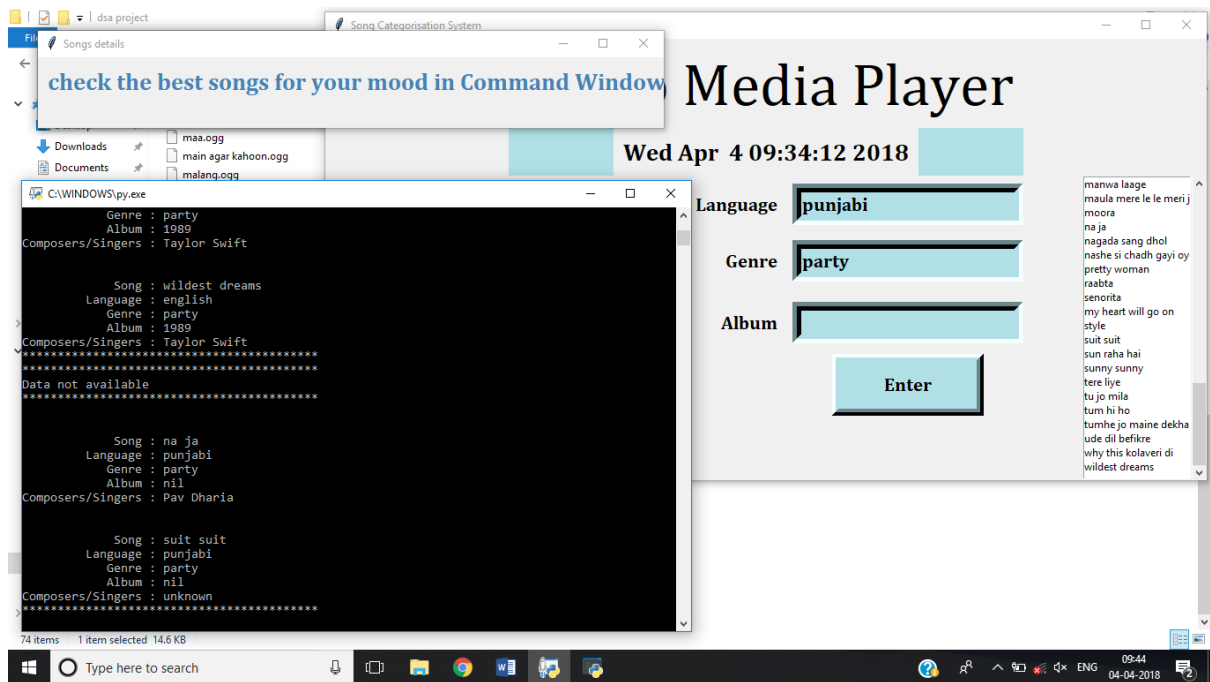 dsa project
Song Categorisation System
Songs details
check the best songs for your mood in Command Window
Media Player
Downloads
Documents
maa.ogg
main agar kahoon.ogg
malang.ogg
Wed Apr 4 09:34:12 2018
Language
punjabi
Genre
party
Album
Enter
manwa laage
maula mere le le meri j
moora
na ja
nagada sang dhol
nashe si chadh gayi oy
pretty woman
raabta
senorita
my heart will go on
style
suit suit
sun raha hai
sunny sunny
tere liye
tu jo mila
tum hi ho
tumhe jo maine dekha
ude dil befikre
why this kolaveri di
wildest dreams
C:\WINDOWS\py.exe
Genre : party
Album : 1989
Composers/Singers : Taylor Swift
Song : wildest dreams
Language : english
Genre : party
Album : 1989
Composers/Singers : Taylor Swift
******************************************
******************************************
Data not available
******************************************
Song : na ja
Language : punjabi
Genre : party
Album : nil
Composers/Singers : Pav Dharia
Song : suit suit
Language : punjabi
Genre : party
Album : nil
Composers/Singers : unknown
******************************************
74 items 1 item selected 14.6 KB
Type here to search
ENG
09:44
04-04-2018